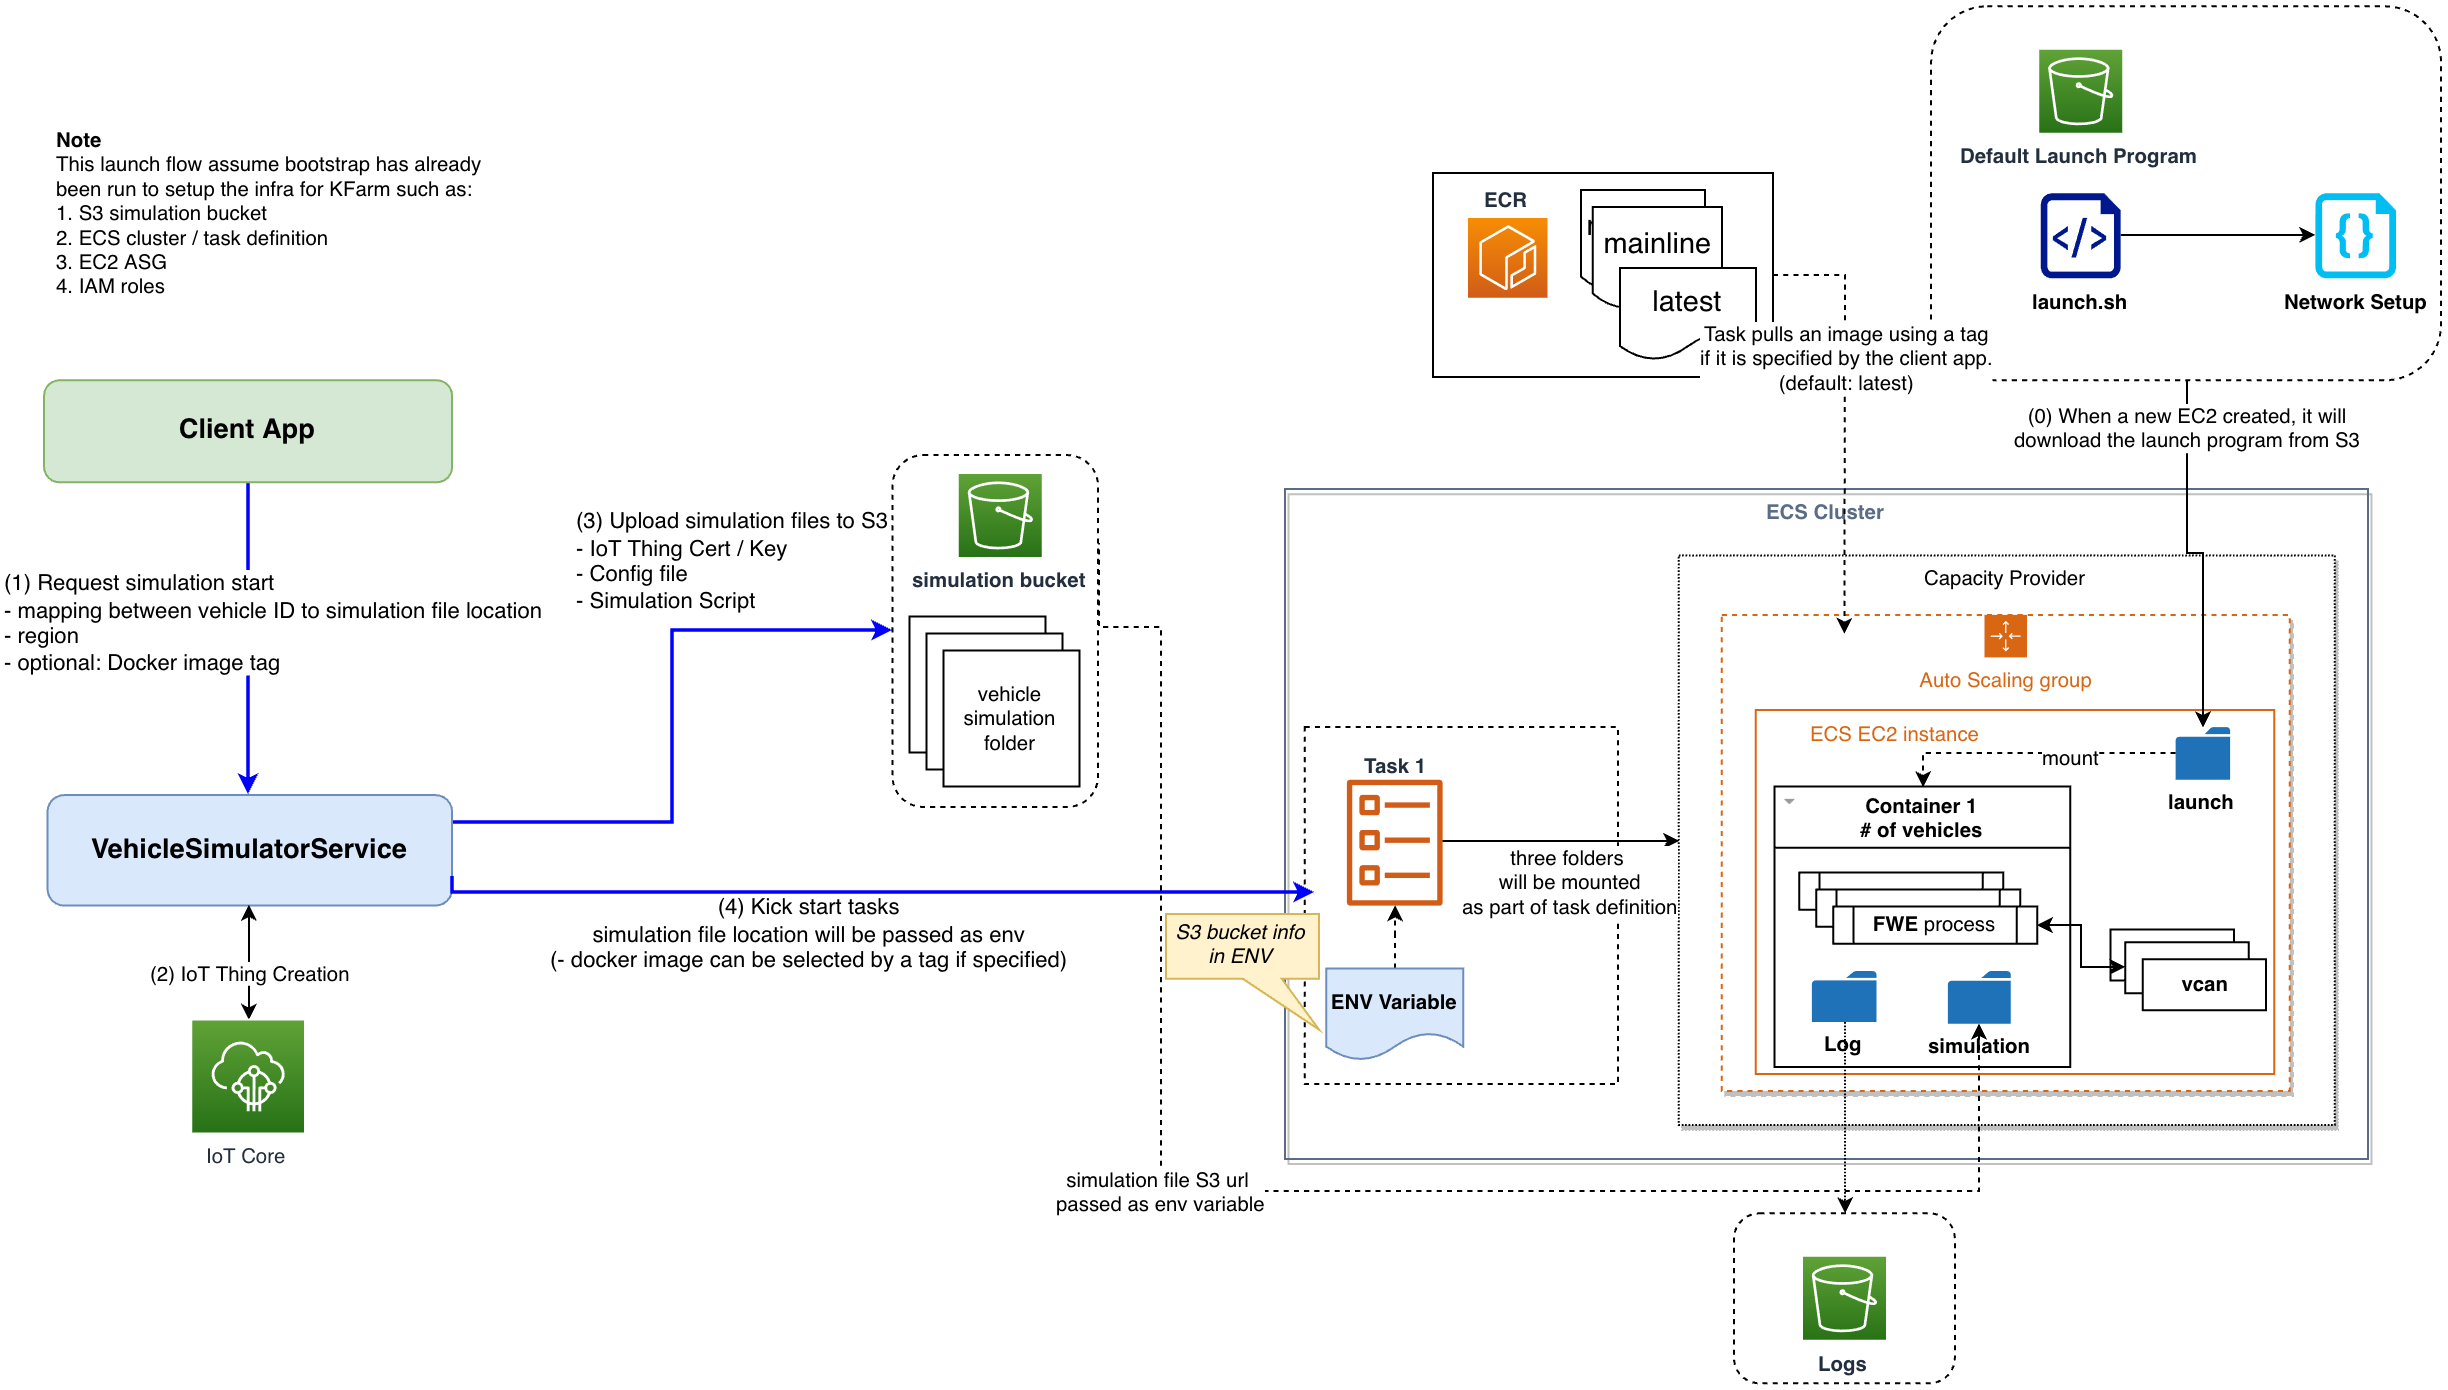 Note
This launch flow assume bootstrap has already
been run to setup the infra for KFarm such as:
1. S3 simulation bucket
2. ECS cluster / task definition
3. EC2 ASG
4. IAM roles
Client App
(1) Request simulation start
- mapping between vehicle ID to simulation file location
- region
- optional: Docker image tag
VehicleSimulatorService
(2) IoT Thing Creation
IoT Core
(3) Upload simulation files to S3
- IoT Thing Cert / Key
- Config file
- Simulation Script
simulation bucket
vehicle
simulation
folder
(4) Kick start tasks
simulation file location will be passed as env
(- docker image can be selected by a tag if specified)
S3 bucket info
in ENV
simulation file S3 url
passed as env variable
ECR
mainline
latest
Task pulls an image using a tag
if it is specified by the client app.
(default: latest)
Default Launch Program
launch.sh
Network Setup
(0) When a new EC2 created, it will
download the launch program from S3
ECS Cluster
Task 1
ENV Variable
three folders
will be mounted
as part of task definition
Capacity Provider
Auto Scaling group
ECS EC2 instance
mount
launch
Container 1
# of vehicles
FWE process
vcan
Log
simulation
Logs